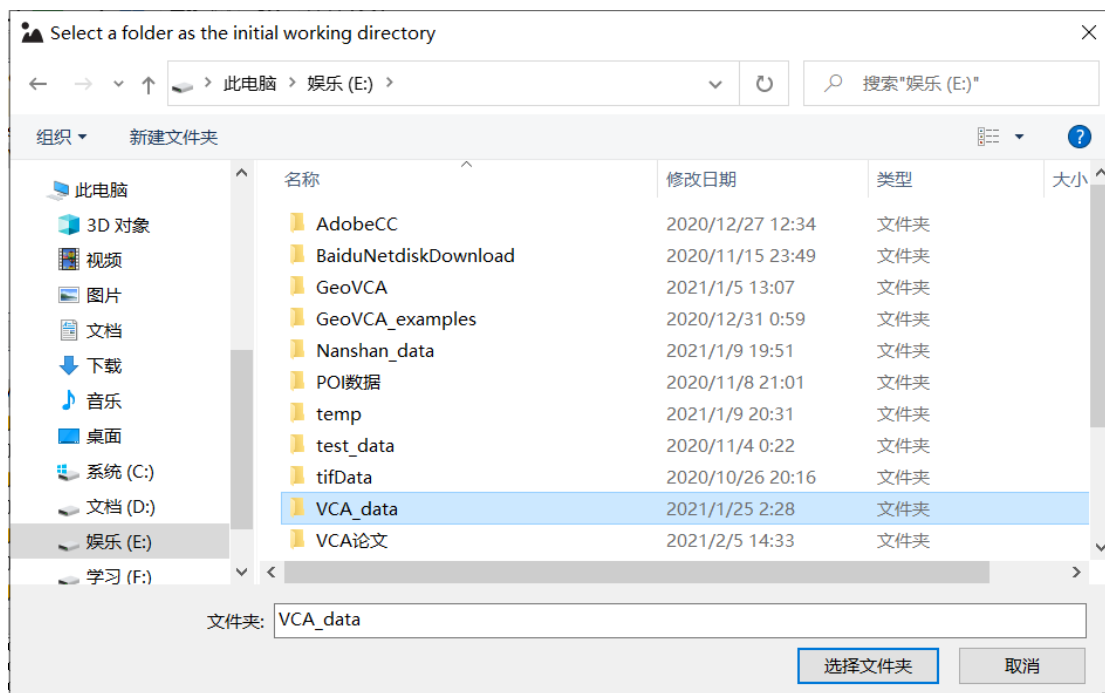 Select a folder as the initial working directory
此电脑 娱乐 (E:) 搜索"娱乐 (E:)"
组织 新建文件夹 ?
名称 修改日期 类型 大小
此电脑
3D 对象
视频
图片
文档
下载
音乐
桌面
系统 (C:)
文档 (D:)
娱乐 (E:)
学习 (F:)
AdobeCC 2020/12/27 12:34 文件夹
BaiduNetdiskDownload 2020/11/15 23:49 文件夹
GeoVCA 2021/1/5 13:07 文件夹
GeoVCA_examples 2020/12/31 0:59 文件夹
Nanshan_data 2021/1/9 19:51 文件夹
POI数据 2020/11/8 21:01 文件夹
temp 2021/1/9 20:31 文件夹
test_data 2020/11/4 0:22 文件夹
tifData 2020/10/26 20:16 文件夹
VCA_data 2021/1/25 2:28 文件夹
VCA论文 2021/2/5 14:33 文件夹
文件夹: VCA_data
选择文件夹 取消